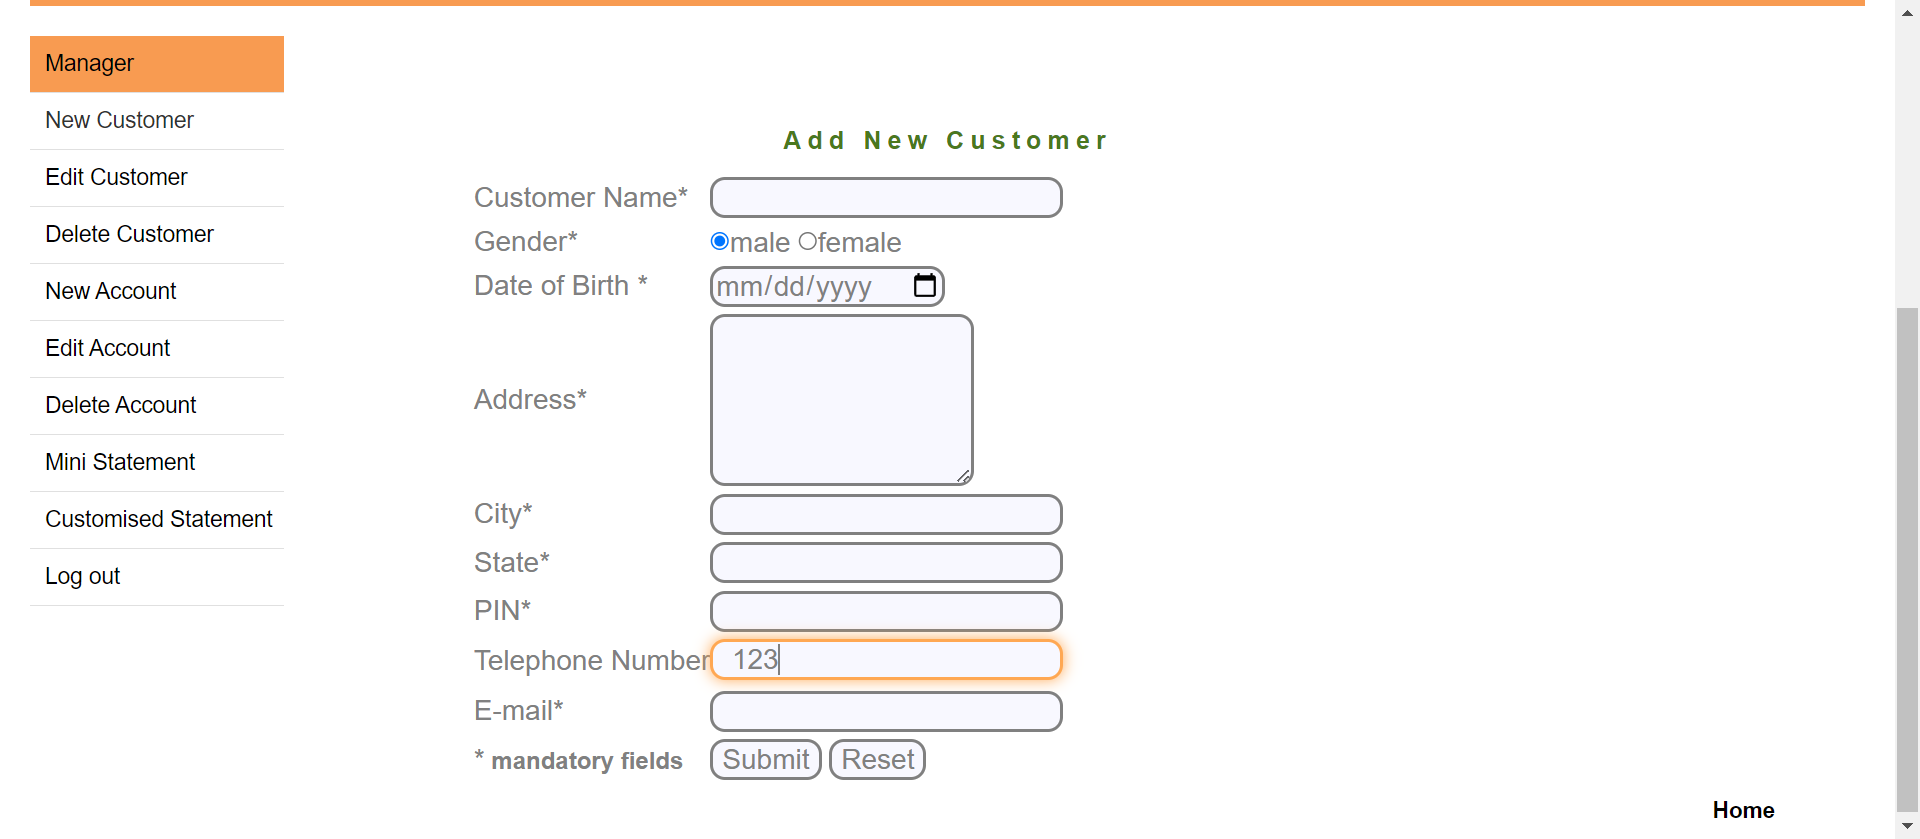 Manager
New Customer
Edit Customer
Delete Customer
New Account
Edit Account
Delete Account
Mini Statement
Customised Statement
Log out
Add New Customer
Customer Name*
Gender* male female
Date of Birth * mm/dd/yyyy
Address*
City*
State*
PIN*
Telephone Number 123
E-mail*
* mandatory fields Submit Reset
Home